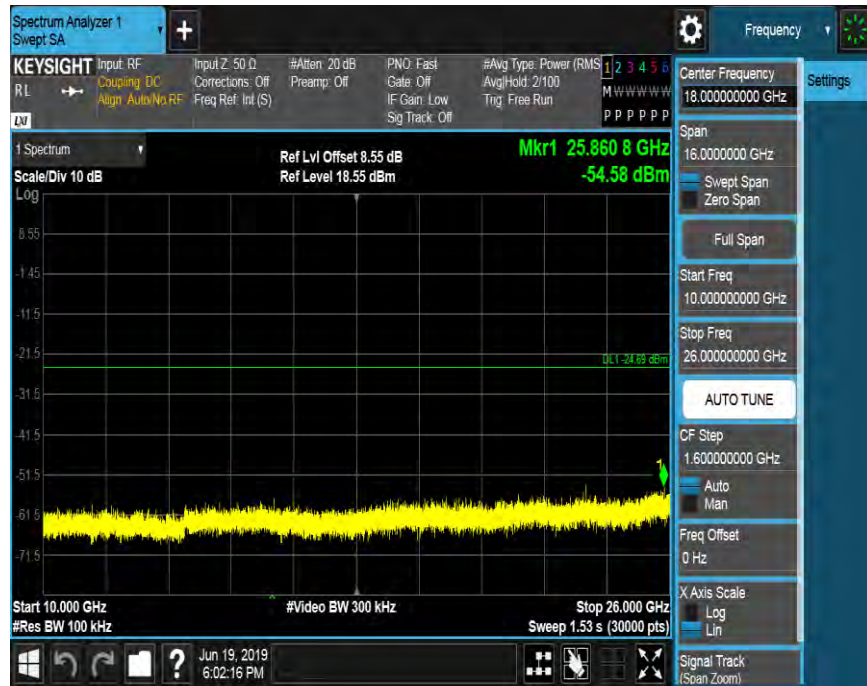 Spectrum Analyzer 1
Swept SA
+
Frequency
KEYSIGHT
RL
LXI
Input: RF
Coupling: DC
Align: Auto/No RF
Input Z: 50 Ω
Corrections: Off
Freq Ref: Int (S)
#Atten: 20 dB
Preamp: Off
PNO: Fast
Gate: Off
IF Gain: Low
Sig Track: Off
#Avg Type: Power (RMS
Avg|Hold: 2/100
Trig: Free Run
1 2 3 4 5 6
M W W W W W
P P P P P P
1 Spectrum
Scale/Div 10 dB
Ref Lvl Offset 8.55 dB
Ref Level 18.55 dBm
Mkr1 25.860 8 GHz
-54.58 dBm
Log
8.55
-1.45
-11.5
-21.5
-31.5
-41.5
-51.5
-61.5
-71.5
DL1 -24.69 dBm
1
Start 10.000 GHz
#Res BW 100 kHz
#Video BW 300 kHz
Stop 26.000 GHz
Sweep 1.53 s (30000 pts)
?
Jun 19, 2019
6:02:16 PM
Center Frequency
18.000000000 GHz
Span
16.0000000 GHz
Swept Span
Zero Span
Full Span
Start Freq
10.000000000 GHz
Stop Freq
26.000000000 GHz
AUTO TUNE
CF Step
1.600000000 GHz
Auto
Man
Freq Offset
0 Hz
X Axis Scale
Log
Lin
Signal Track
(Span Zoom)
Settings